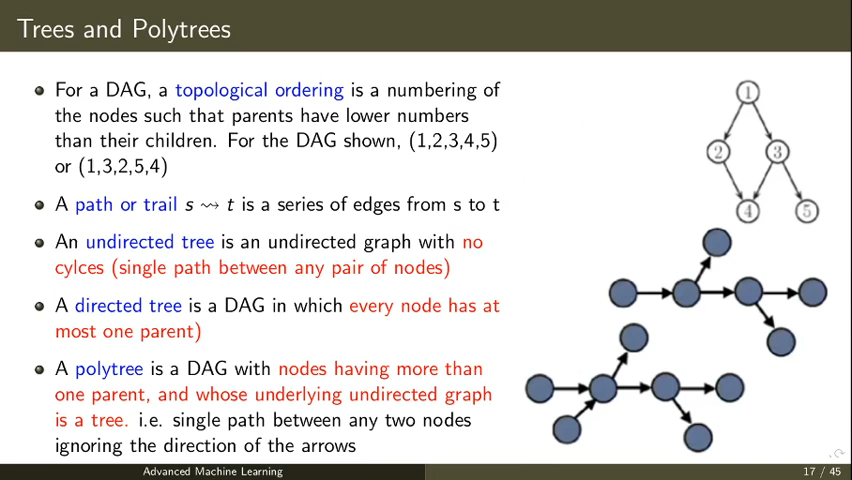 Trees and Polytrees
For a DAG, a topological ordering is a numbering of
the nodes such that parents have lower numbers
than their children. For the DAG shown, (1,2,3,4,5)
or (1,3,2,5,4)
A path or trail s ⇝ t is a series of edges from s to t
An undirected tree is an undirected graph with no
cylces (single path between any pair of nodes)
A directed tree is a DAG in which every node has at
most one parent)
A polytree is a DAG with nodes having more than
one parent, and whose underlying undirected graph
is a tree. i.e. single path between any two nodes
ignoring the direction of the arrows
1
2 3
4 5
Advanced Machine Learning
17 / 45